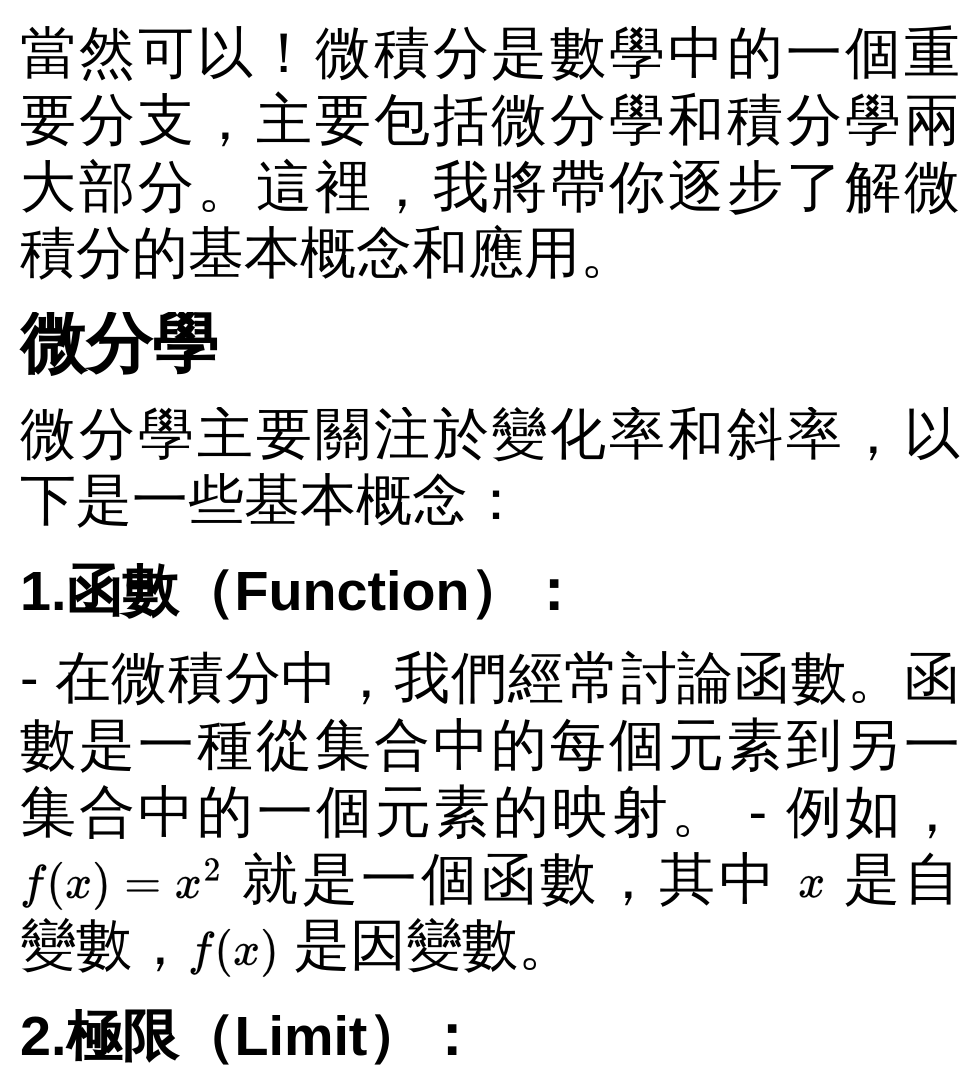 當然可以！微積分是數學中的一個重
要分支，主要包括微分學和積分學兩
大部分。這裡，我將帶你逐步了解微
積分的基本概念和應用。
微分學
微分學主要關注於變化率和斜率，以
下是一些基本概念：
1.函數（Function）：
- 在微積分中，我們經常討論函數。函
數是一種從集合中的每個元素到另一
集合中的一個元素的映射。 - 例如，
f(x) = x² 就是一個函數，其中 x 是自
變數，f(x) 是因變數。
2.極限（Limit）：